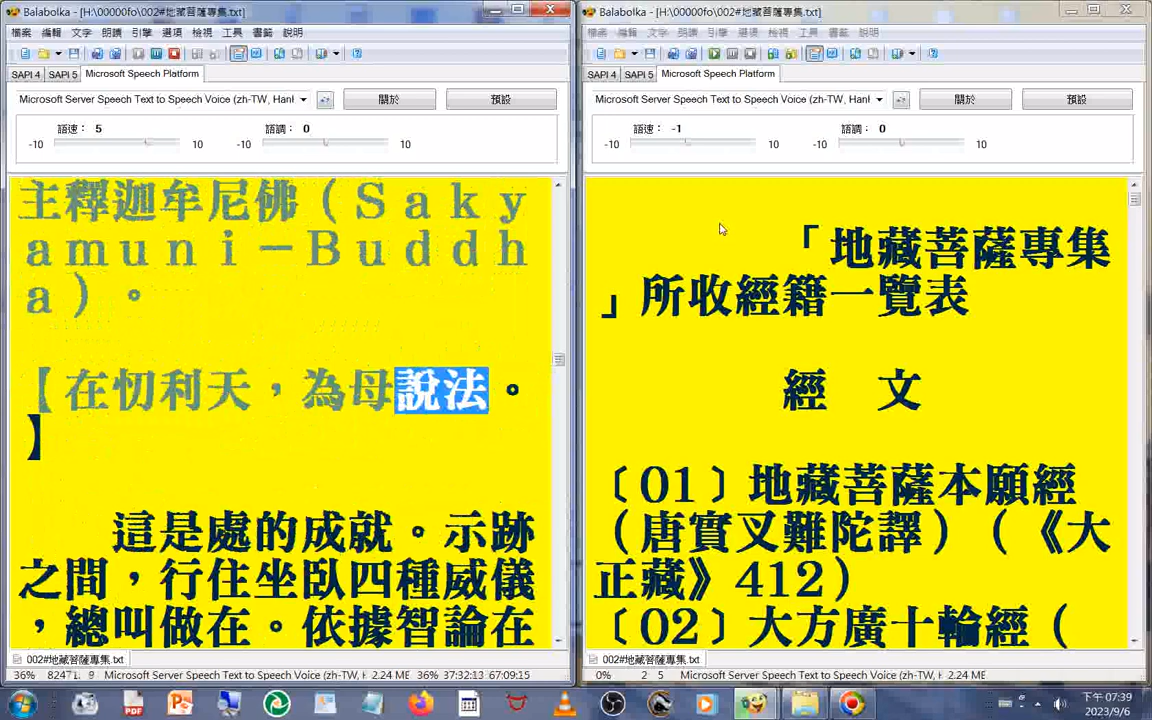 Balabolka - [H:\00000fo\002#地藏菩薩專集.txt]
檔案 編輯 文字 朗讀 引擎 選項 檢視 工具 書籤 說明
SAPI 4 SAPI 5 Microsoft Speech Platform
Microsoft Server Speech Text to Speech Voice (zh-TW, Hanl
關於
預設
語速： 5
語調： 0
-10 10 -10 10
主釋迦牟尼佛（Ｓａｋｙ
ａｍｕｎｉ－Ｂｕｄｄｈ
ａ）。
【在忉利天，為母說法。
】
這是處的成就。示跡
之間，行住坐臥四種威儀
，總叫做在。依據智論在
002#地藏菩薩專集.txt
36% Microsoft Server Speech Text to Speech Voice (zh-TW, H 2.24 MB 36% 37:32:13 67:09:15
Balabolka - [H:\00000fo\002#地藏菩薩專集.txt]
檔案 編輯 文字 朗讀 引擎 選項 檢視 工具 書籤 說明
SAPI 4 SAPI 5 Microsoft Speech Platform
Microsoft Server Speech Text to Speech Voice (zh-TW, Hanl
關於
預設
語速： -1
語調： 0
-10 10 -10 10
「地藏菩薩專集
」所收經籍一覽表
經　文
〔01〕地藏菩薩本願經
（唐實叉難陀譯）（《大
正藏》412）
〔02〕大方廣十輪經（
002#地藏菩薩專集.txt
0% 2 5 Microsoft Server Speech Text to Speech Voice (zh-TW, H 2.24 MB
下午 07:39
2023/9/6